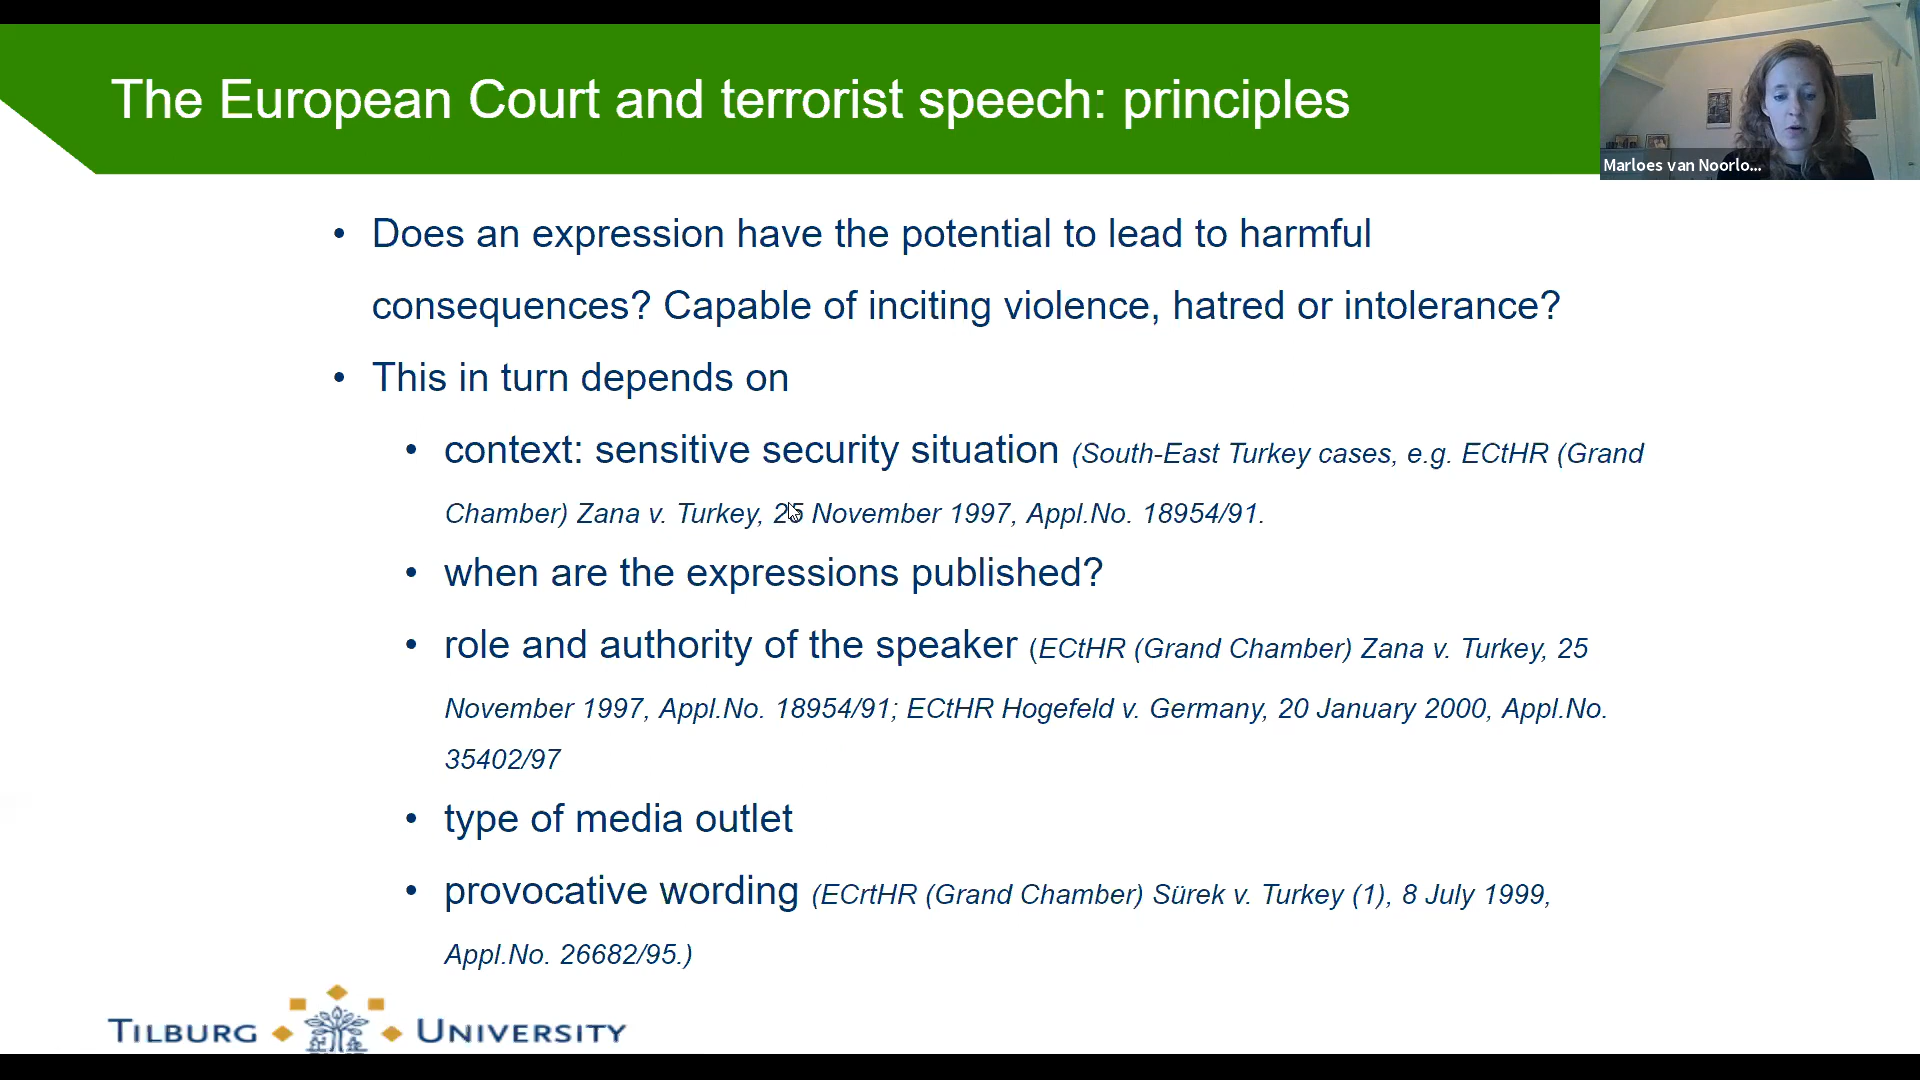 The European Court and terrorist speech: principles
Marloes van Noorlo...
• Does an expression have the potential to lead to harmful
consequences? Capable of inciting violence, hatred or intolerance?
• This in turn depends on
• context: sensitive security situation (South-East Turkey cases, e.g. ECtHR (Grand
Chamber) Zana v. Turkey, 25 November 1997, Appl.No. 18954/91.
• when are the expressions published?
• role and authority of the speaker (ECtHR (Grand Chamber) Zana v. Turkey, 25
November 1997, Appl.No. 18954/91; ECtHR Hogefeld v. Germany, 20 January 2000, Appl.No.
35402/97
• type of media outlet
• provocative wording (ECrtHR (Grand Chamber) Sürek v. Turkey (1), 8 July 1999,
Appl.No. 26682/95.)
TILBURG UNIVERSITY